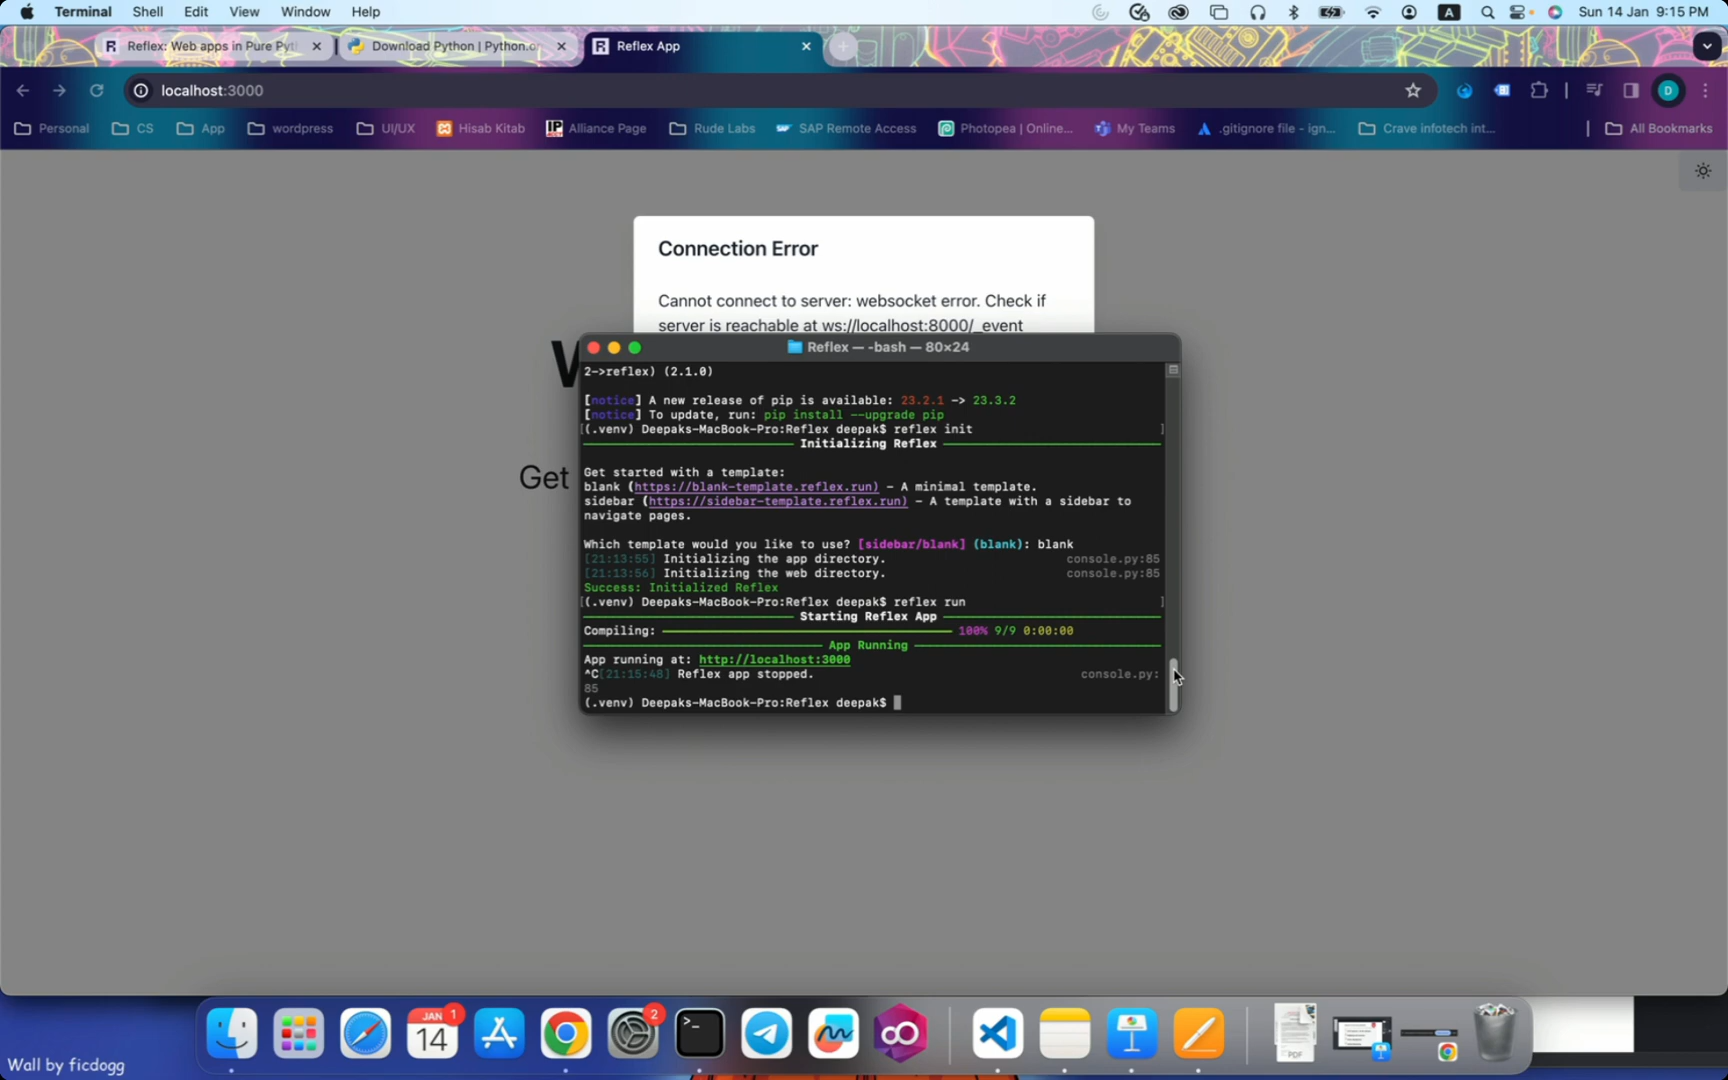 Terminal Shell Edit View Window Help
A
Sun 14 Jan 9:15 PM
Reflex: Web apps in Pure Pyt
Download Python | Python.o
Reflex App
localhost:3000
D
Personal
CS
App
wordpress
UI/UX
Hisab Kitab
Alliance Page
Rude Labs
SAP Remote Access
Photopea | Online...
My Teams
.gitignore file - ign...
Crave infotech int...
All Bookmarks
Connection Error
Cannot connect to server: websocket error. Check if
server is reachable at ws://localhost:8000/_event
W
Get
Reflex — -bash — 80×24
2->reflex) (2.1.0)
[notice] A new release of pip is available: 23.2.1 -> 23.3.2
[notice] To update, run: pip install --upgrade pip
[(.venv) Deepaks-MacBook-Pro:Reflex deepak$ reflex init ]
Initializing Reflex
Get started with a template:
blank (https://blank-template.reflex.run) - A minimal template.
sidebar (https://sidebar-template.reflex.run) - A template with a sidebar to
navigate pages.
Which template would you like to use? [sidebar/blank] (blank): blank
[21:13:55] Initializing the app directory. console.py:85
[21:13:56] Initializing the web directory. console.py:85
Success: Initialized Reflex
[(.venv) Deepaks-MacBook-Pro:Reflex deepak$ reflex run ]
Starting Reflex App
Compiling: 100% 9/9 0:00:00
App Running
App running at: http://localhost:3000
^C[21:15:48] Reflex app stopped. console.py:
85
(.venv) Deepaks-MacBook-Pro:Reflex deepak$
JAN
14
1
2
>_
PDF
Wall by ficdogg